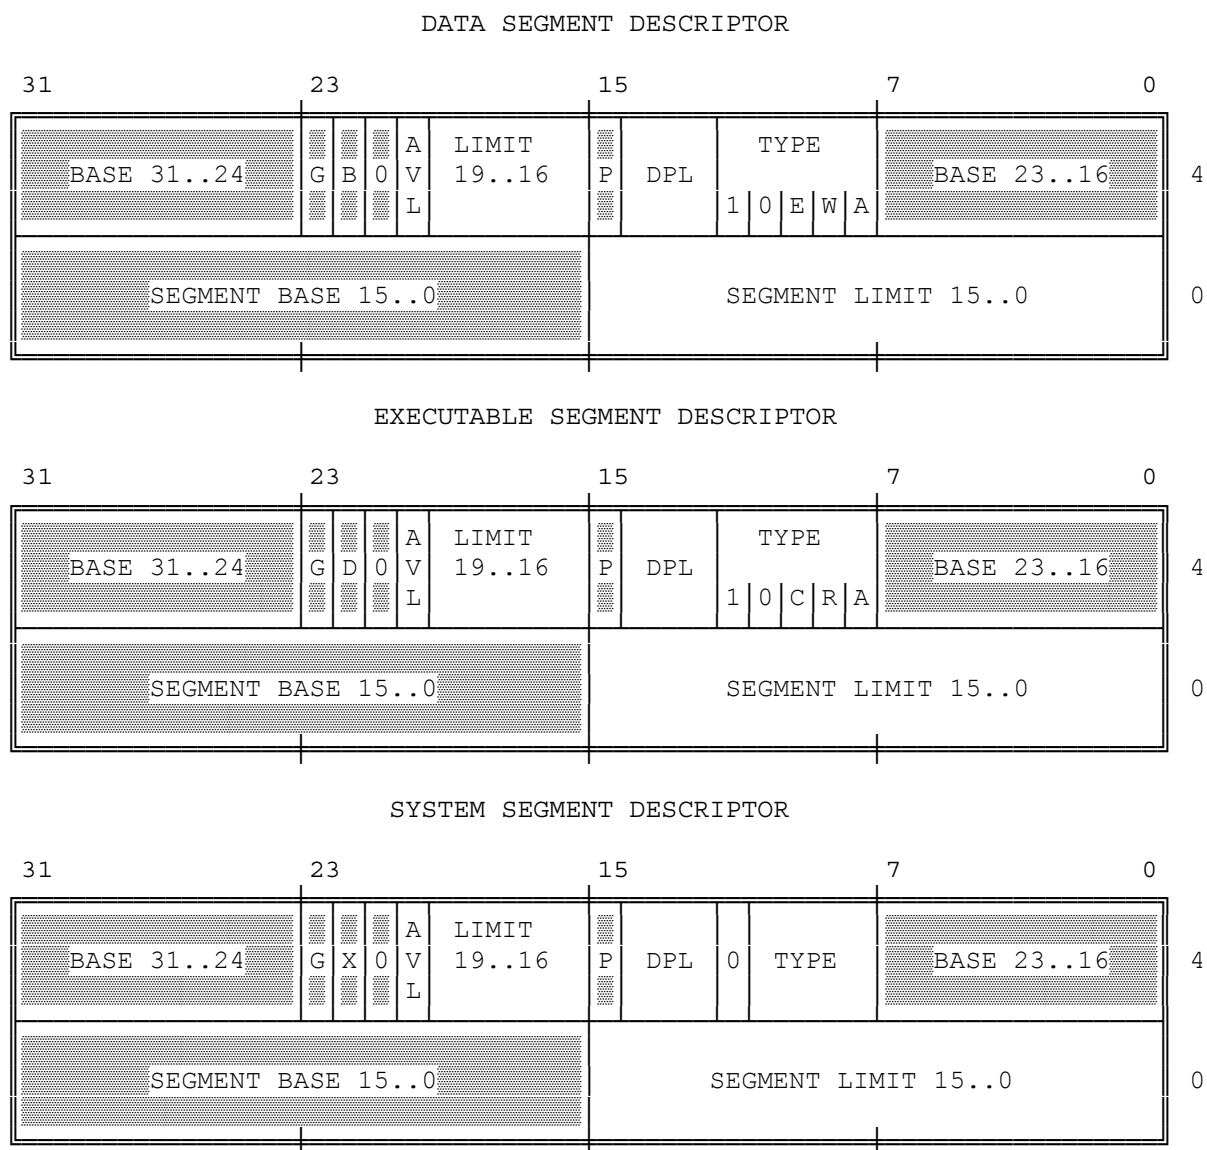 DATA SEGMENT DESCRIPTOR
31 23 15 7 0
A LIMIT TYPE
BASE 31..24 G B 0 V 19..16 P DPL BASE 23..16 4
L 1 0 E W A
SEGMENT BASE 15..0 SEGMENT LIMIT 15..0 0
EXECUTABLE SEGMENT DESCRIPTOR
31 23 15 7 0
A LIMIT TYPE
BASE 31..24 G D 0 V 19..16 P DPL BASE 23..16 4
L 1 0 C R A
SEGMENT BASE 15..0 SEGMENT LIMIT 15..0 0
SYSTEM SEGMENT DESCRIPTOR
31 23 15 7 0
A LIMIT
BASE 31..24 G X 0 V 19..16 P DPL 0 TYPE BASE 23..16 4
L
SEGMENT BASE 15..0 SEGMENT LIMIT 15..0 0